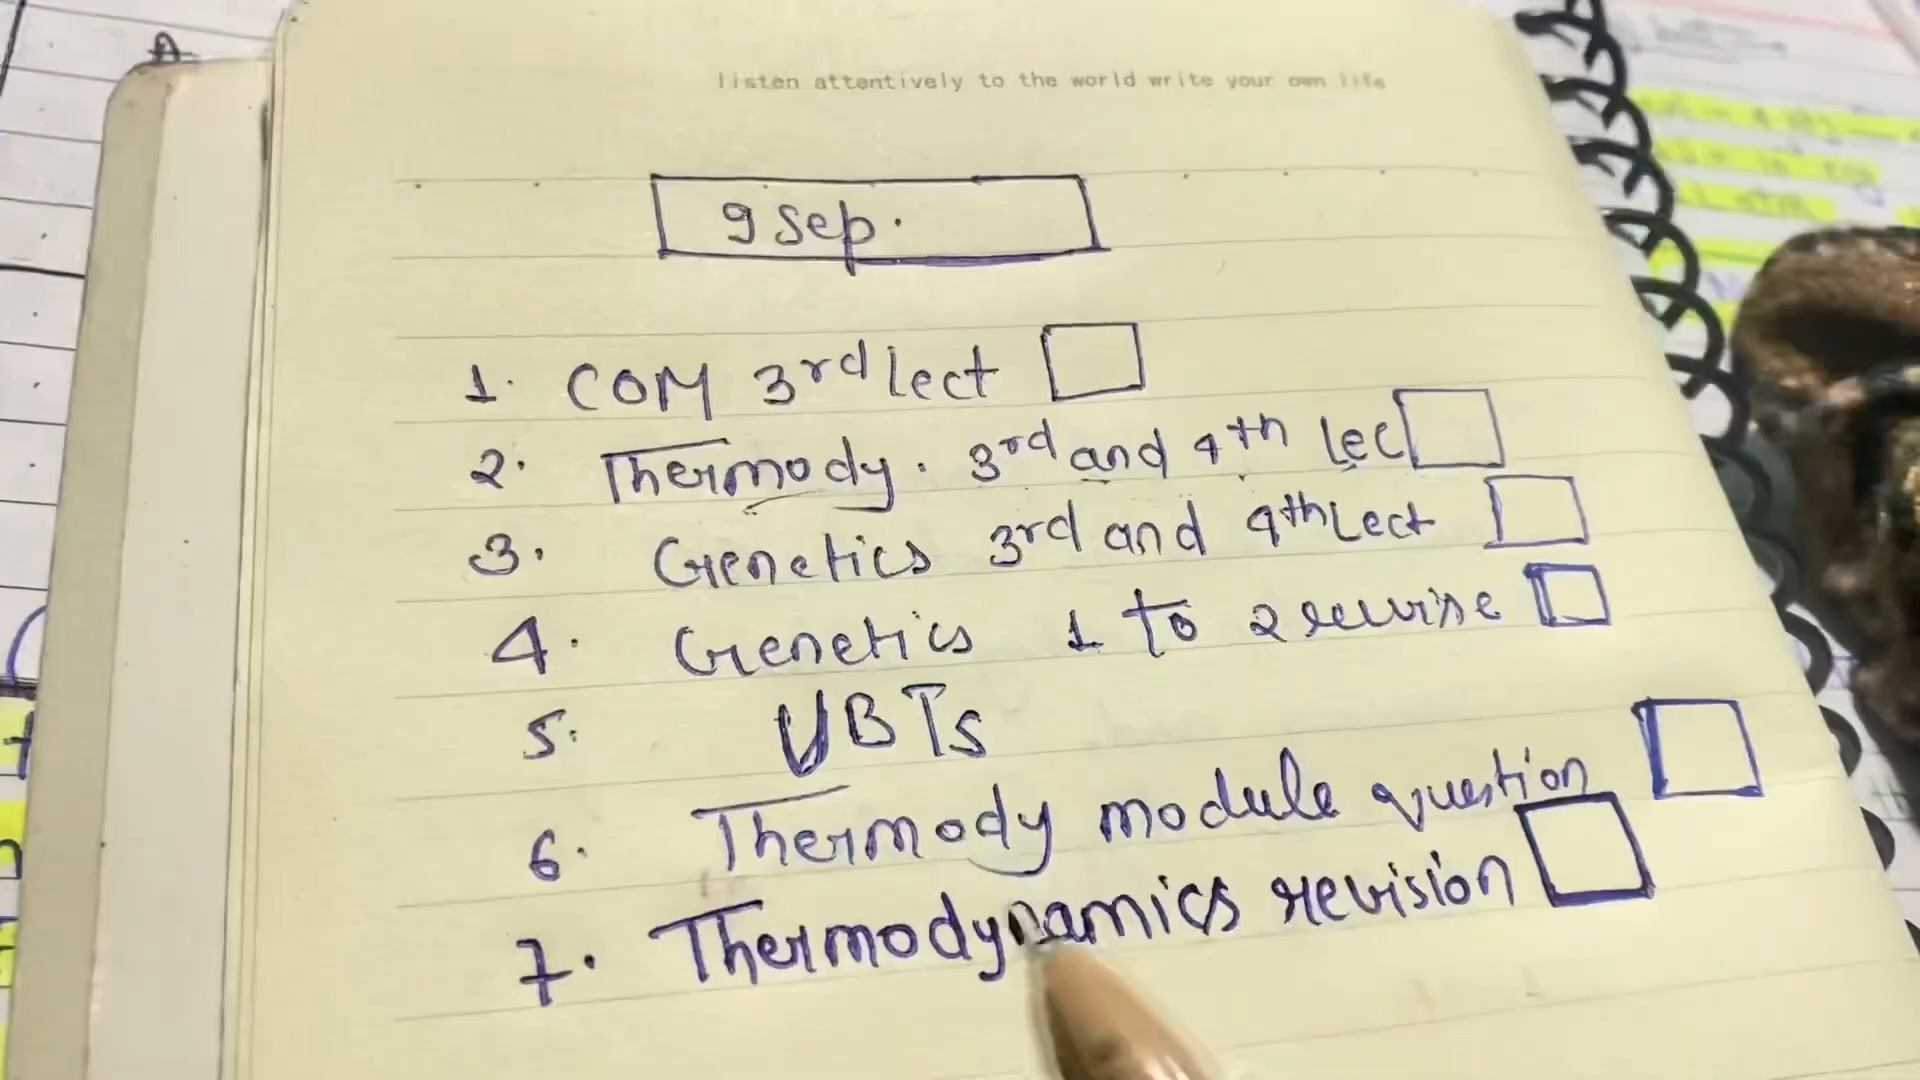 listen attentively to the world write your own life
9 Sep.
1. COM 3rd lect
2. Thermody. 3rd and 4th Lec
3. Genetics 3rd and 4th Lect
4. Genetics 1 to 2 revise
5. UBTs
6. Thermody module question
7. Thermodynamics revision